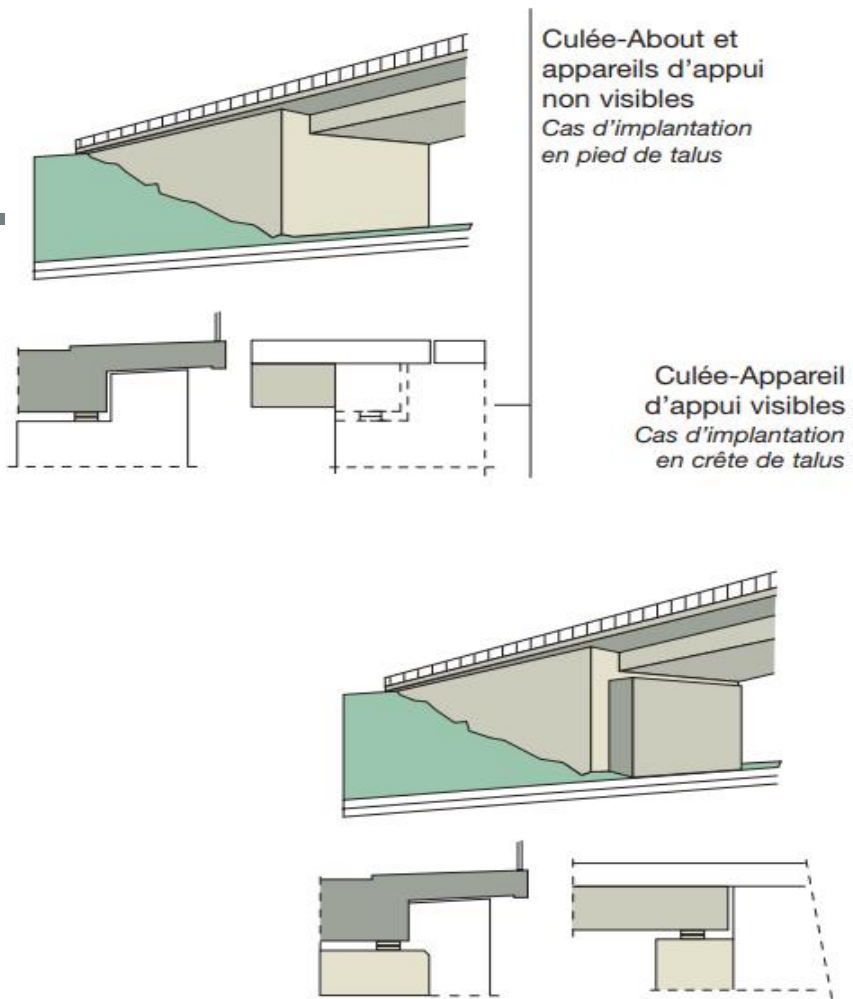 Culée-About et
appareils d'appui
non visibles
Cas d'implantation
en pied de talus
Culée-Appareil
d'appui visibles
Cas d'implantation
en crête de talus